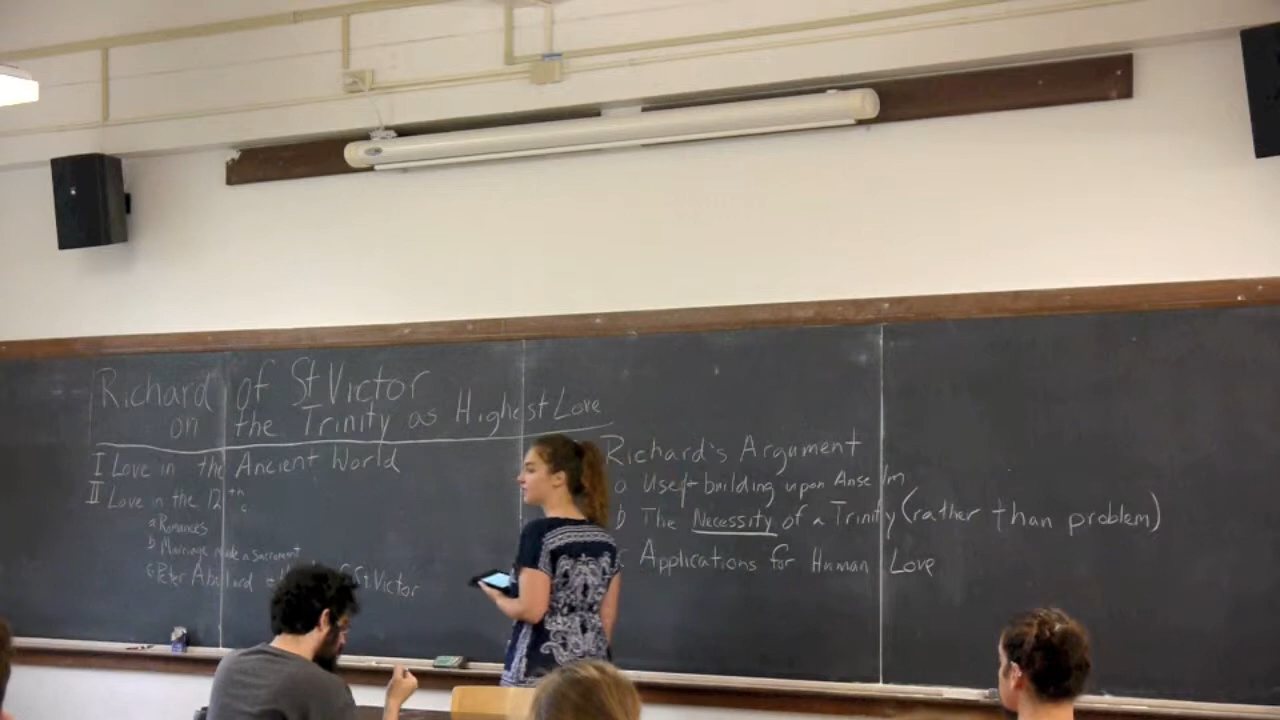 Richard of St Victor
on the Trinity as Highest Love
I Love in the Ancient World
II Love in the 12th c
a Romances
b Marriage made a Sacrament
c Peter Abelard St Victor
Richard's Argument
Use + building upon Anselm
b The Necessity of a Trinity (rather than problem)
Applications for Human Love